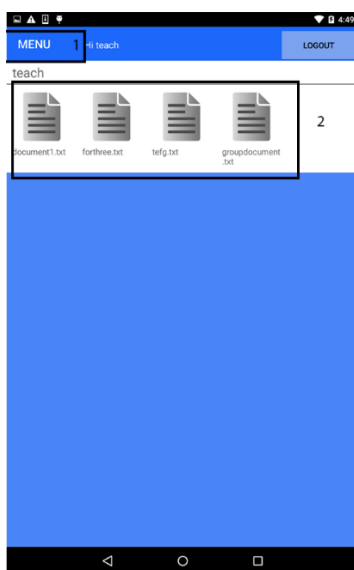 4:49
MENU 1 Hi teach LOGOUT
teach
2
document1.txt forthree.txt tefg.txt groupdocument
.txt